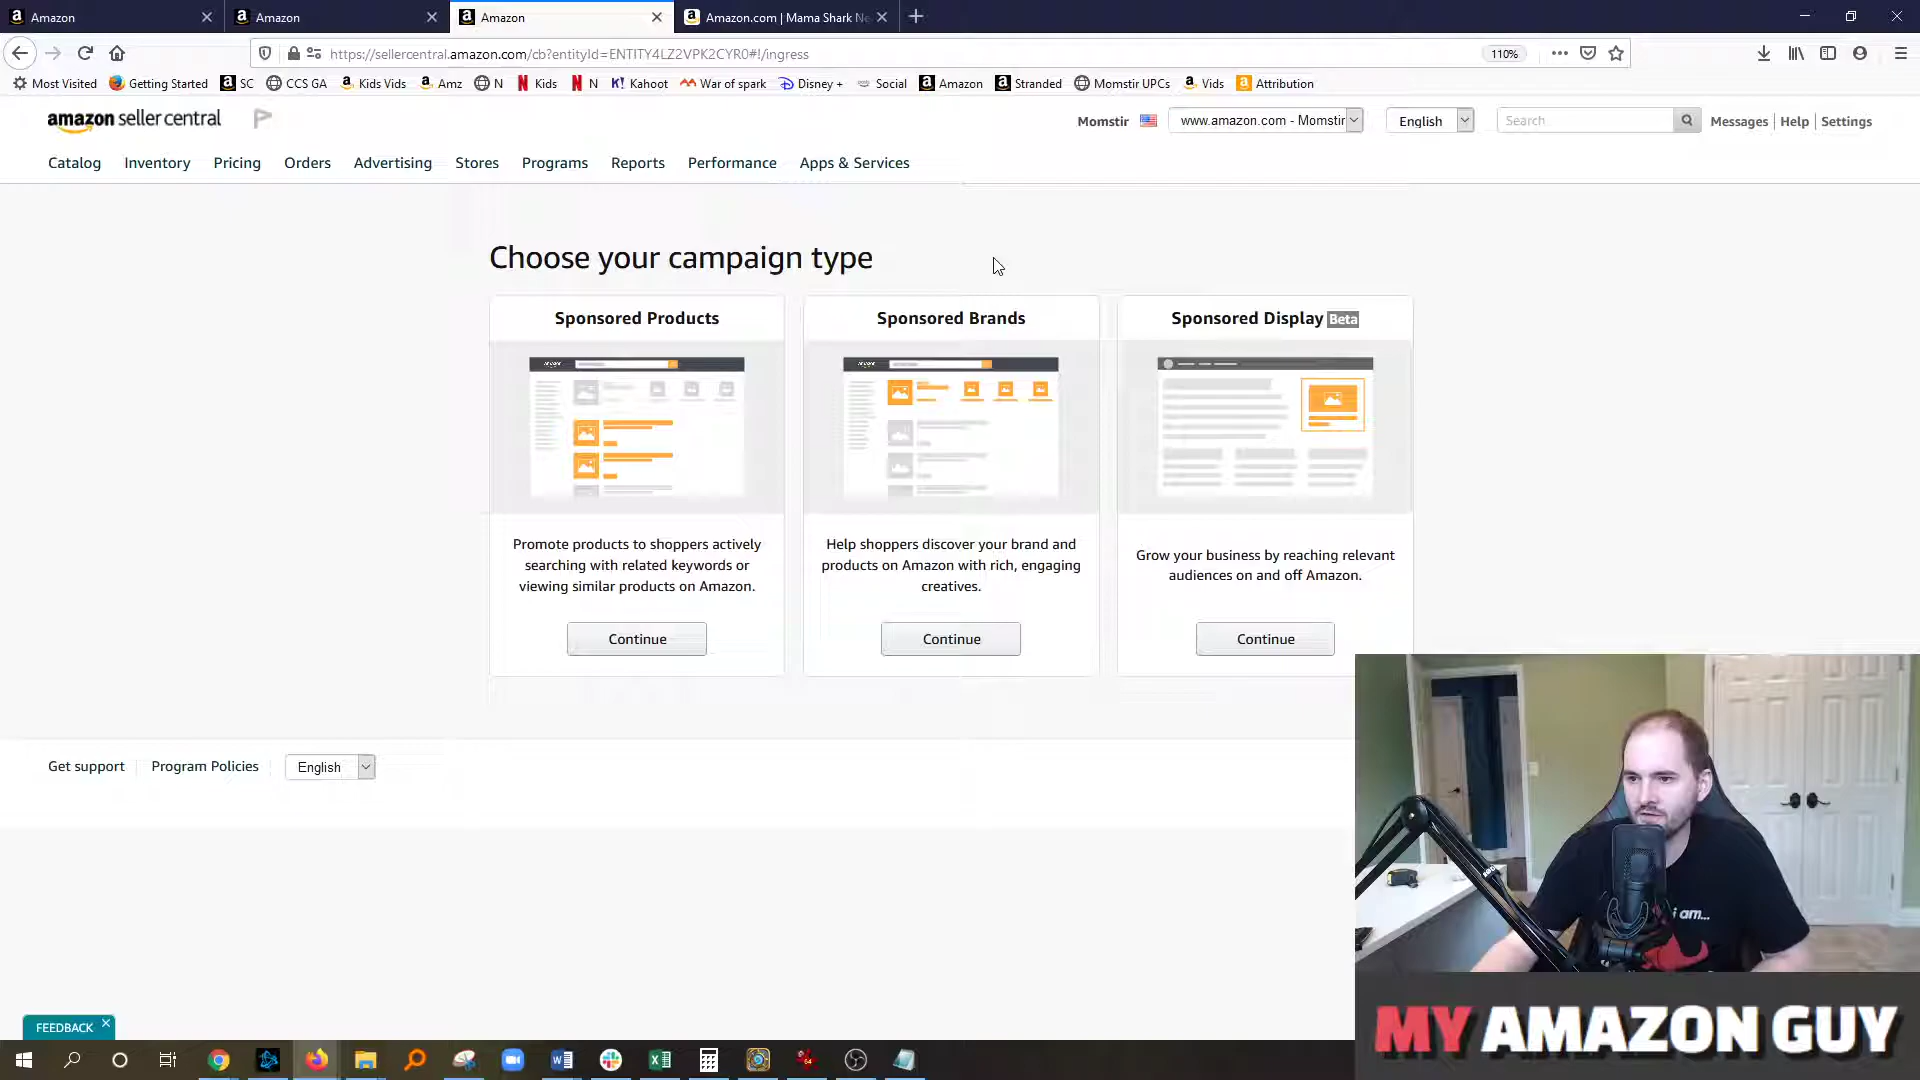 Amazon
Amazon
Amazon
Amazon.com | Mama Shark Ne
https://sellercentral.amazon.com/cb?entityId=ENTITY4LZ2VPK2CYR0#!/ingress
110%
Most Visited
Getting Started
SC
CCS GA
Kids Vids
Amz
N
Kids
N
Kahoot
War of spark
Disney +
Social
Amazon
Stranded
Momstir UPCs
Vids
Attribution
amazon seller central
Momstir
www.amazon.com - Momstir
English
Search
Messages | Help | Settings
Catalog
Inventory
Pricing
Orders
Advertising
Stores
Programs
Reports
Performance
Apps & Services
Choose your campaign type
Sponsored Products
Promote products to shoppers actively
searching with related keywords or
viewing similar products on Amazon.
Continue
Sponsored Brands
Help shoppers discover your brand and
products on Amazon with rich, engaging
creatives.
Continue
Sponsored Display Beta
Grow your business by reaching relevant
audiences on and off Amazon.
Continue
Get support
Program Policies
English
i am...
FEEDBACK
MY AMAZON GUY